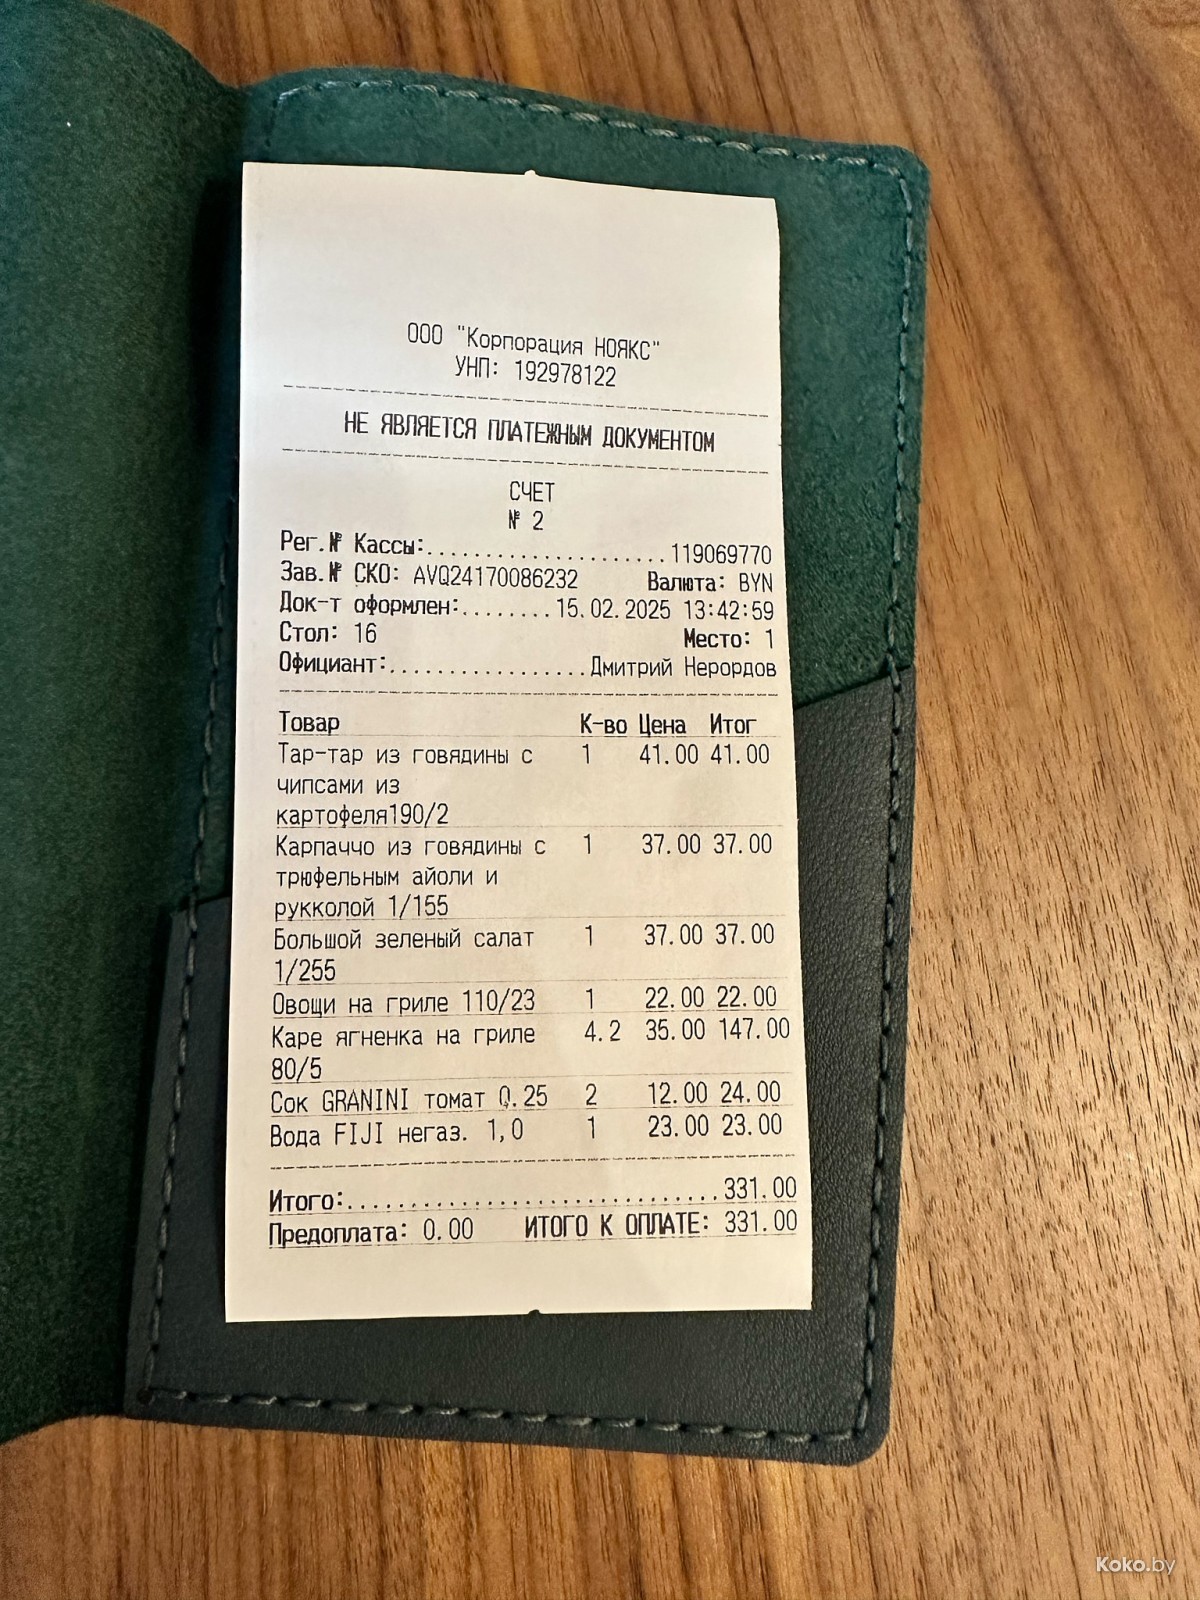 ООО "Корпорация НОЯКС"
УНП: 192978122
НЕ ЯВЛЯЕТСЯ ПЛАТЕЖНЫМ ДОКУМЕНТОМ
СЧЕТ
№ 2
Рег.№ Кассы:......................119069770
Зав.№ СКО: AVQ24170086232 Валюта: BYN
Док-т оформлен:........15.02.2025 13:42:59
Стол: 16 Место: 1
Официант:..................Дмитрий Нерордов
Товар К-во Цена Итог
Тар-тар из говядины с 1 41.00 41.00
чипсами из
картофеля190/2
Карпаччо из говядины с 1 37.00 37.00
трюфельным айоли и
рукколой 1/155
Большой зеленый салат 1 37.00 37.00
1/255
Овощи на гриле 110/23 1 22.00 22.00
Каре ягненка на гриле 4.2 35.00 147.00
80/5
Сок GRANINI томат 0.25 2 12.00 24.00
Вода FIJI негаз. 1,0 1 23.00 23.00
Итого:..................................331.00
Предоплата: 0.00 ИТОГО К ОПЛАТЕ: 331.00
Koko.by